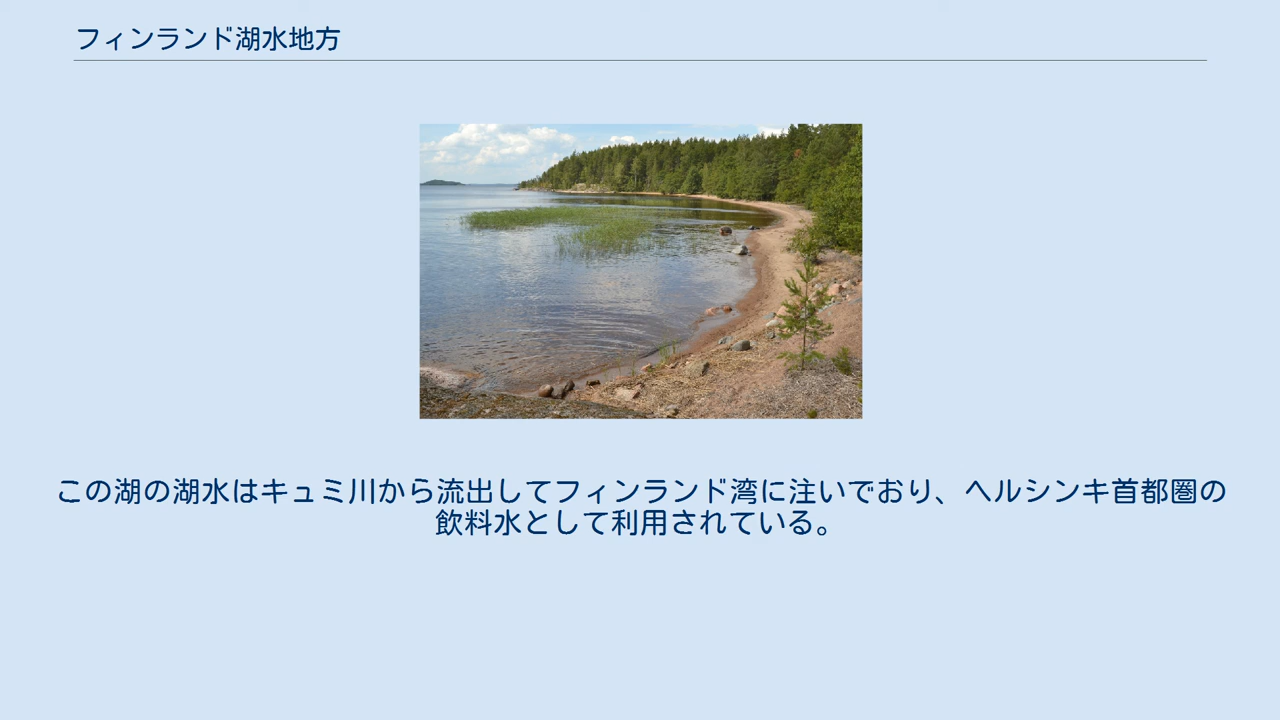 フィンランド湖水地方
この湖の湖水はキュミ川から流出してフィンランド湾に注いでおり、ヘルシンキ首都圏の
飲料水として利用されている。